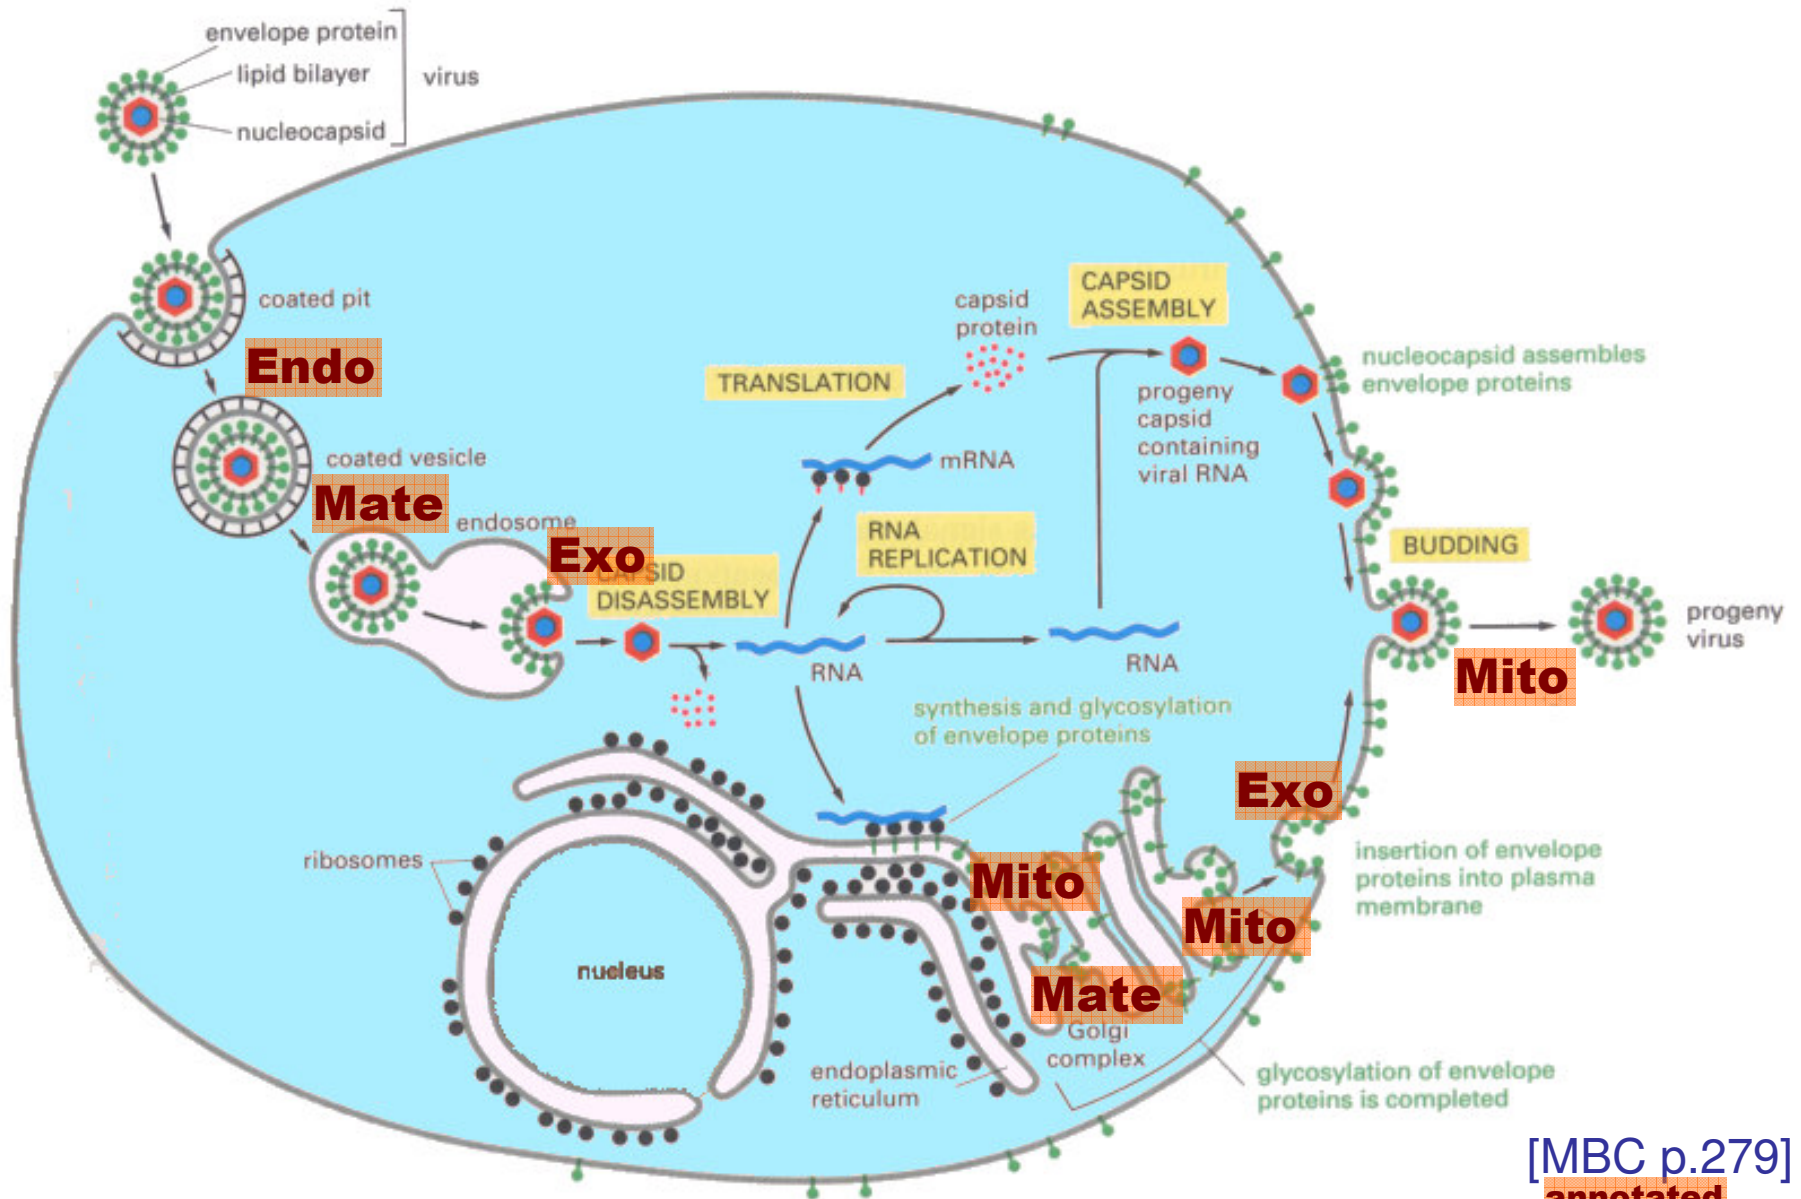 envelope protein
lipid bilayer
virus
nucleocapsid
coated pit
Endo
coated vesicle
Mate
endosome
Exo
CAPSID
DISASSEMBLY
TRANSLATION
capsid
protein
CAPSID
ASSEMBLY
mRNA
progeny
capsid
containing
viral RNA
nucleocapsid assembles
envelope proteins
RNA
REPLICATION
BUDDING
RNA
RNA
progeny
virus
Mito
synthesis and glycosylation
of envelope proteins
Exo
ribosomes
insertion of envelope
proteins into plasma
membrane
Mito
Mito
nucleus
Mate
Golgi
complex
endoplasmic
reticulum
glycosylation of envelope
proteins is completed
[MBC p.279]
annotated